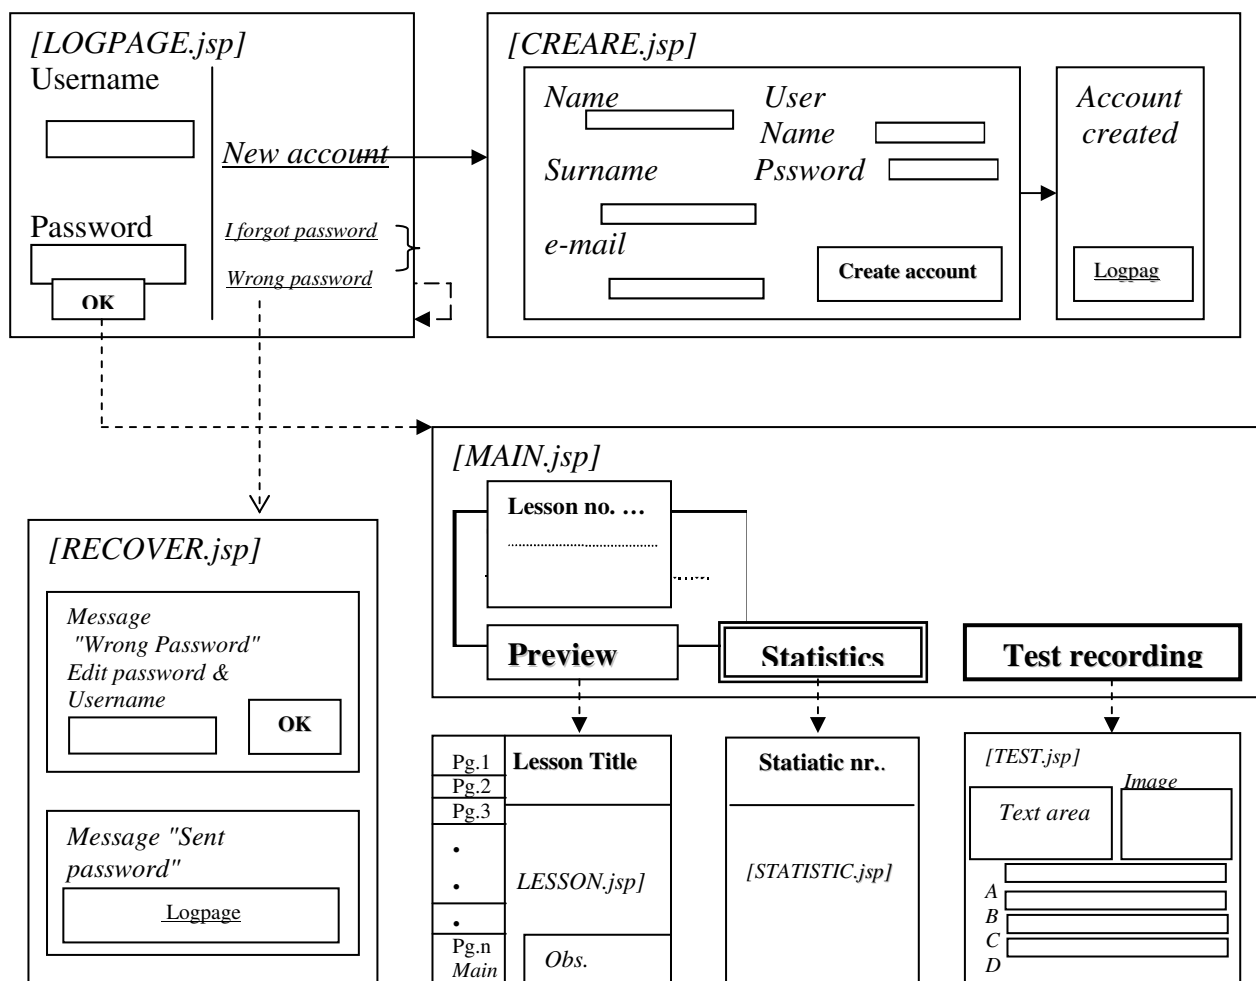 [LOGPAGE.jsp]
Username
New account
Password
I forgot password
Wrong password
OK
[CREARE.jsp]
Name
User
Name
Surname
Pssword
e-mail
Create account
Account
created
Logpag
[MAIN.jsp]
Lesson no. …
Preview
Statistics
Test recording
[RECOVER.jsp]
Message
"Wrong Password"
Edit password &
Username
OK
Message "Sent
password"
Logpage
Pg.1
Pg.2
Pg.3
Pg.n
Main
Lesson Title
LESSON.jsp]
Obs.
Statiatic nr..
[STATISTIC.jsp]
[TEST.jsp]
Image
Text area
A
B
C
D